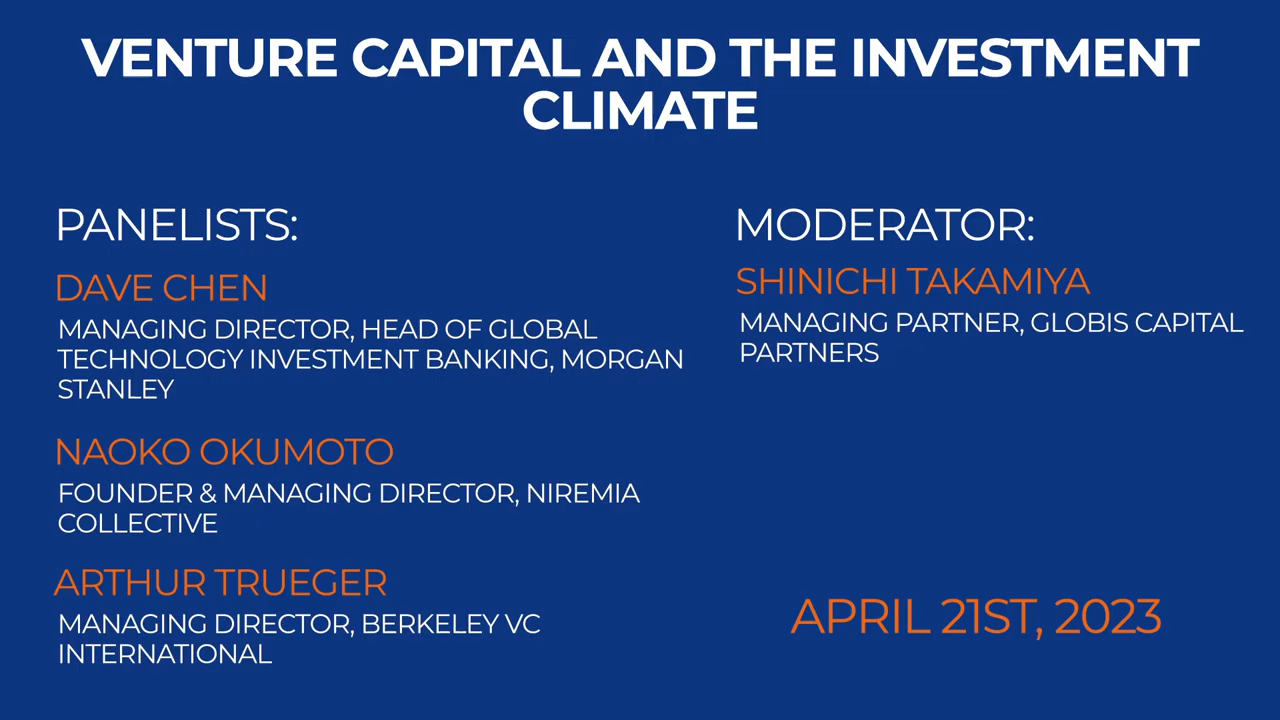 VENTURE CAPITAL AND THE INVESTMENT
CLIMATE
PANELISTS:
DAVE CHEN
MANAGING DIRECTOR, HEAD OF GLOBAL
TECHNOLOGY INVESTMENT BANKING, MORGAN
STANLEY
NAOKO OKUMOTO
FOUNDER & MANAGING DIRECTOR, NIREMIA
COLLECTIVE
ARTHUR TRUEGER
MANAGING DIRECTOR, BERKELEY VC
INTERNATIONAL
MODERATOR:
SHINICHI TAKAMIYA
MANAGING PARTNER, GLOBIS CAPITAL
PARTNERS
APRIL 21ST, 2023